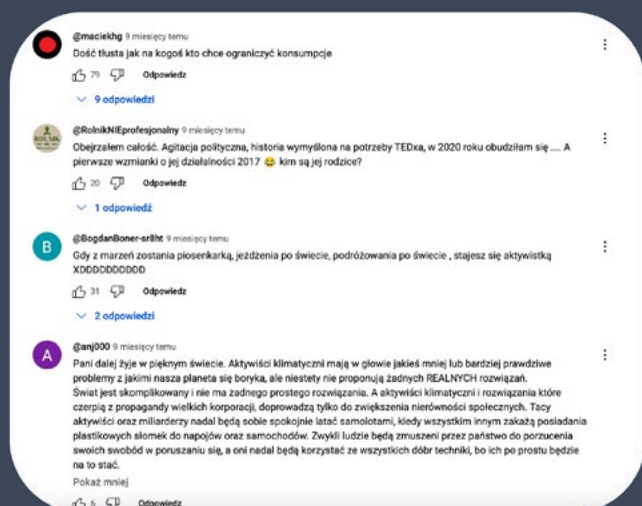 @maciekhg 9 miesięcy temu
Dość tłusta jak na kogoś kto chce ograniczyć konsumpcje
79 Odpowiedz
9 odpowiedzi
@RolnikNIEprofesjonalny 9 miesięcy temu
Obejrzałem całość. Agitacja polityczna, historia wymyślona na potrzeby TEDxa, w 2020 roku obudziłam się .... A
pierwsze wzmianki o jej działalności 2017 😂 kim są jej rodzice?
20 Odpowiedz
1 odpowiedź
B
@BogdanBoner-sr8ht 9 miesięcy temu
Gdy z marzeń zostania piosenkarką, jeżdżenia po świecie, podróżowania po świecie , stajesz się aktywistką
XDDDDDDDDDD
31 Odpowiedz
2 odpowiedzi
A
@anj000 9 miesięcy temu
Pani dalej żyje w pięknym świecie. Aktywiści klimatyczni mają w głowie jakieś mniej lub bardziej prawdziwe
problemy z jakimi nasza planeta się boryka, ale niestety nie proponują żadnych REALNYCH rozwiązań.
Świat jest skomplikowany i nie ma żadnego prostego rozwiązania. A aktywiści klimatyczni i rozwiązania które
czerpią z propagandy wielkich korporacji, doprowadzą tylko do zwiększenia nierówności społecznych. Tacy
aktywiści oraz miliarderzy nadal będą sobie spokojnie latać samolotami, kiedy wszystkim innym zakażą posiadania
plastikowych słomek do napojów oraz samochodów. Zwykli ludzie będą zmuszeni przez państwo do porzucenia
swoich swobód w poruszaniu się, a oni nadal będą korzystać ze wszystkich dóbr techniki, bo ich po prostu będzie
na to stać.
Pokaż mniej
5 Odpowiedz